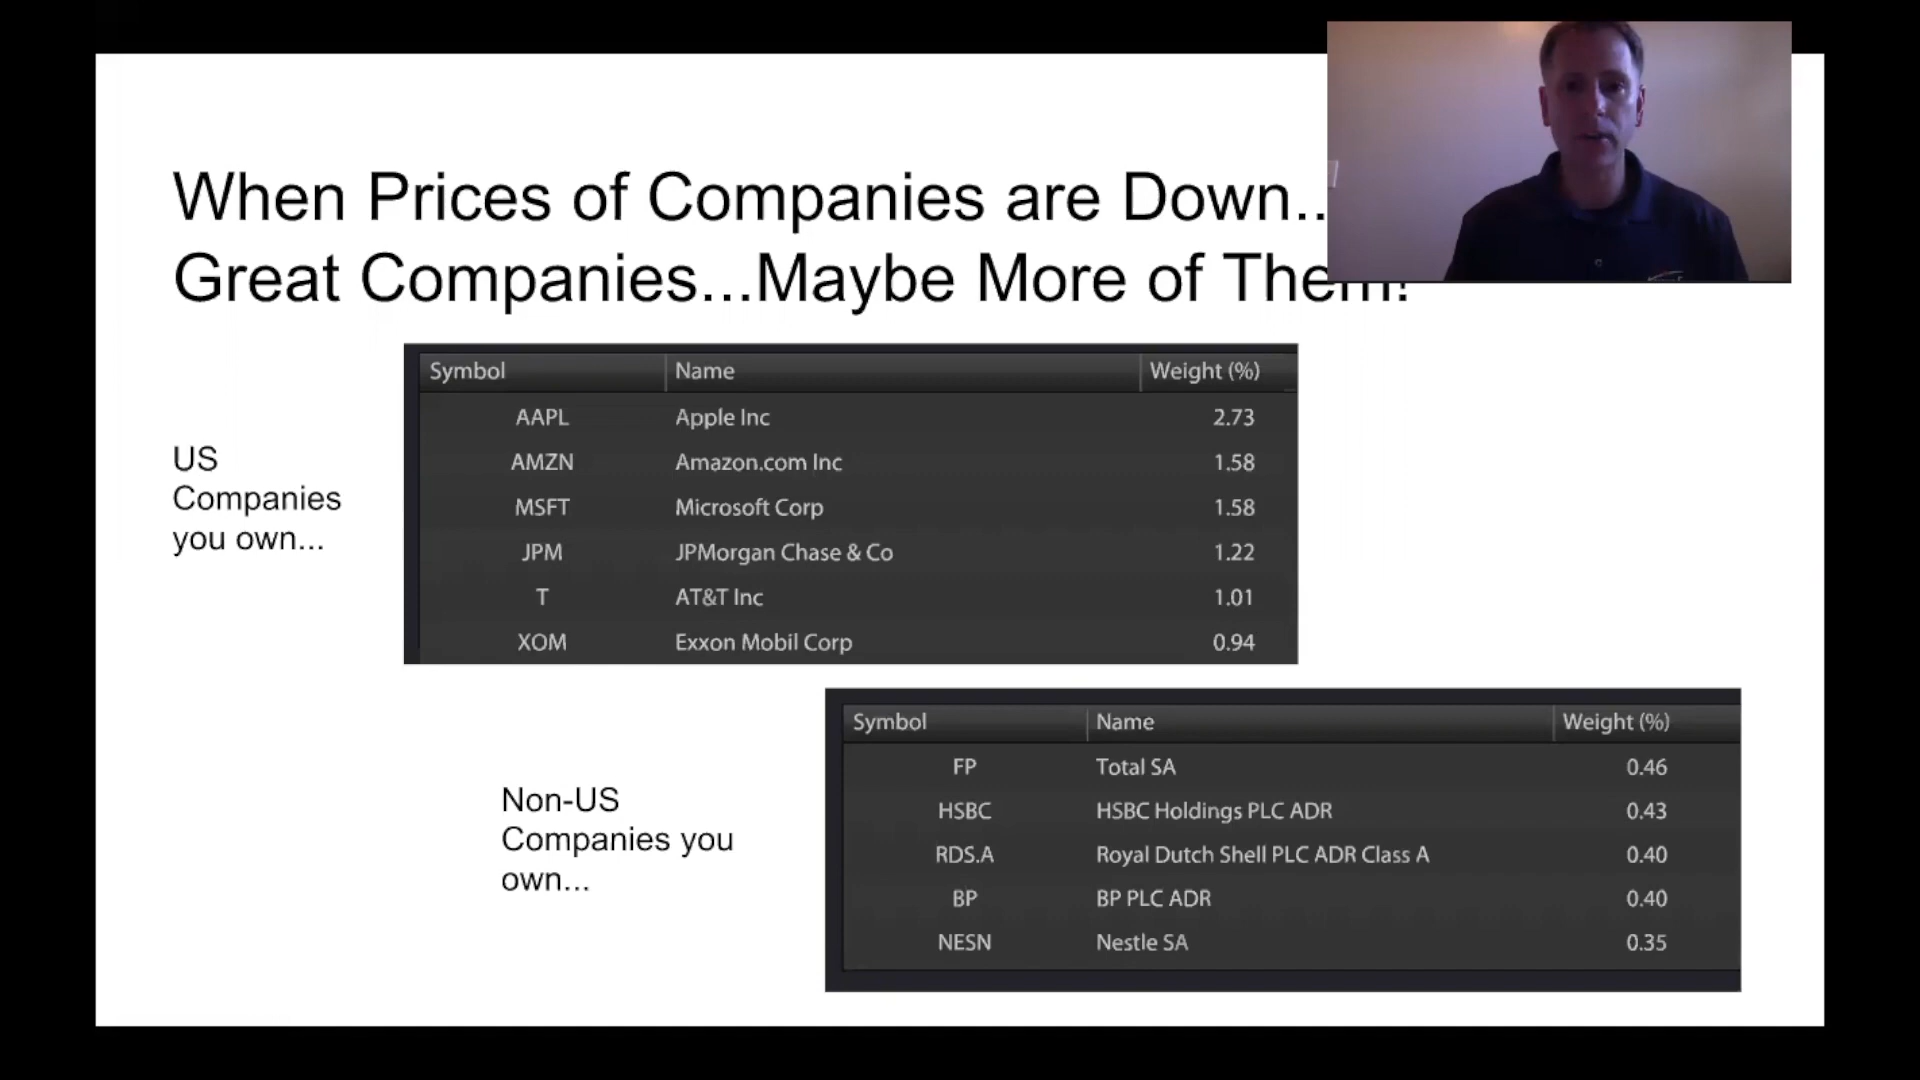 When Prices of Companies are Down..
Great Companies...Maybe More of Them!
US
Companies
you own...
Symbol Name Weight (%)
AAPL Apple Inc 2.73
AMZN Amazon.com Inc 1.58
MSFT Microsoft Corp 1.58
JPM JPMorgan Chase & Co 1.22
T AT&T Inc 1.01
XOM Exxon Mobil Corp 0.94
Non-US
Companies you
own...
Symbol Name Weight (%)
FP Total SA 0.46
HSBC HSBC Holdings PLC ADR 0.43
RDS.A Royal Dutch Shell PLC ADR Class A 0.40
BP BP PLC ADR 0.40
NESN Nestle SA 0.35